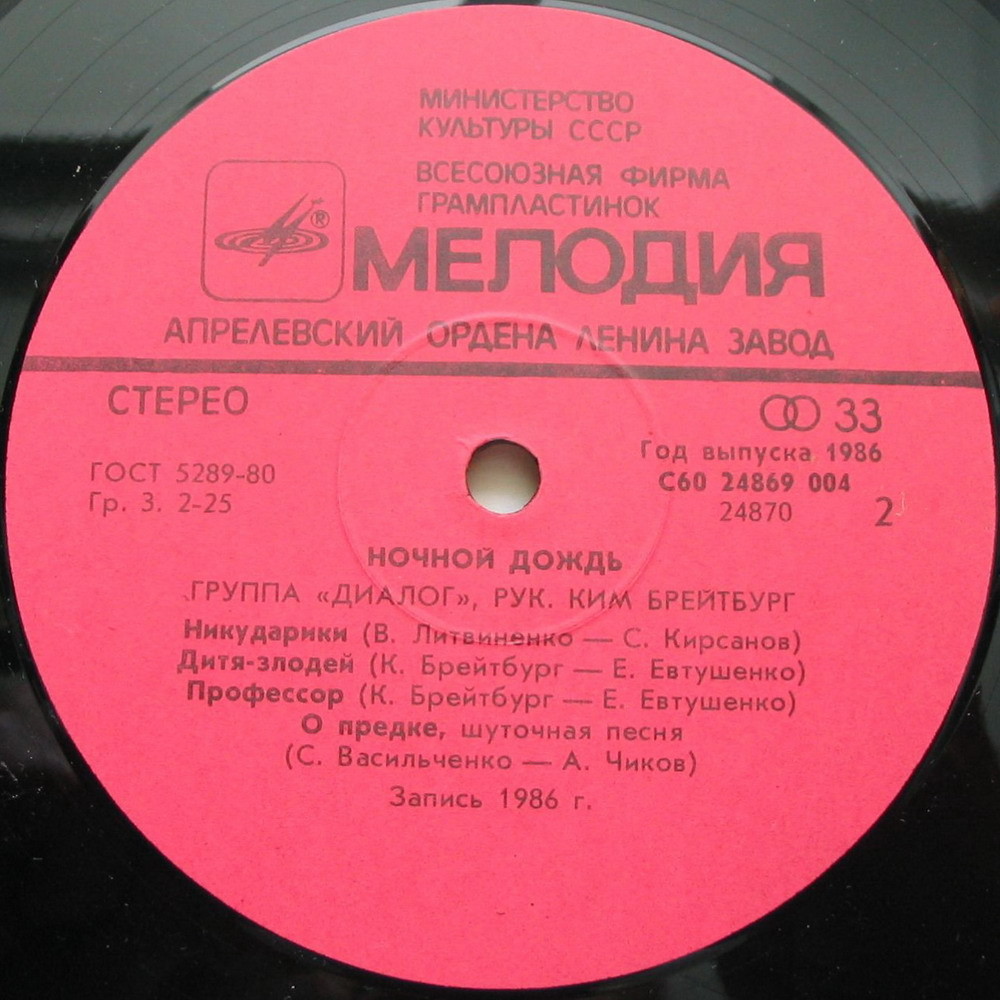 МИНИСТЕРСТВО
КУЛЬТУРЫ СССР
ВСЕСОЮЗНАЯ ФИРМА
ГРАМПЛАСТИНОК
®
МЕЛОДИЯ
АПРЕЛЕВСКИЙ ОРДЕНА ЛЕНИНА ЗАВОД
СТЕРЕО
33
ГОСТ 5289-80
Гр. 3. 2-25
Год выпуска 1986
С60 24869 004
24870
2
НОЧНОЙ ДОЖДЬ
ГРУППА «ДИАЛОГ», РУК. КИМ БРЕЙТБУРГ
Никударики (В. Литвиненко — С. Кирсанов)
Дитя-злодей (К. Брейтбург — Е. Евтушенко)
Профессор (К. Брейтбург — Е. Евтушенко)
О предке, шуточная песня
(С. Васильченко — А. Чиков)
Запись 1986 г.